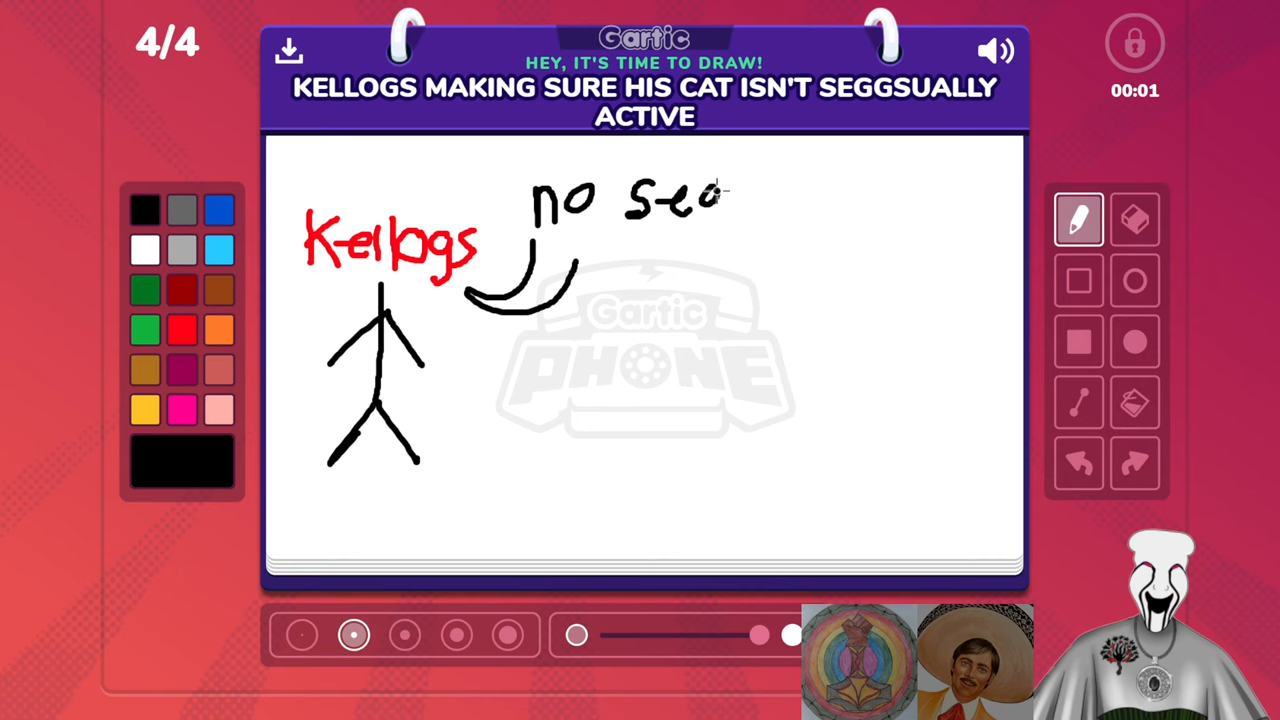 4/4
Gartic
HEY, IT'S TIME TO DRAW!
KELLOGS MAKING SURE HIS CAT ISN'T SEGGSUALLY
ACTIVE
00:01
no seg
Kellogs
Gartic
PHONE